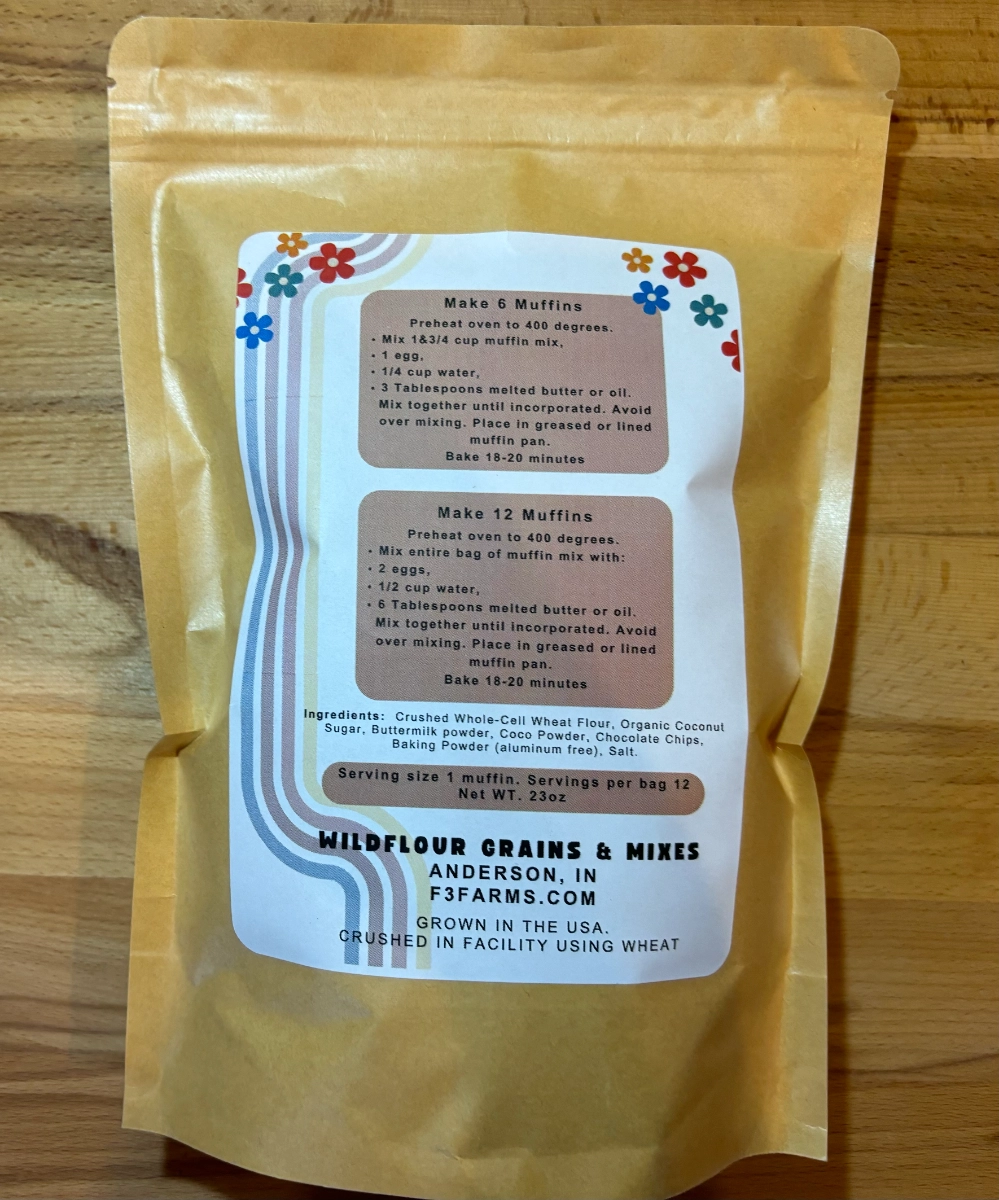 Make 6 Muffins
Preheat oven to 400 degrees.
• Mix 1&3/4 cup muffin mix,
• 1 egg,
• 1/4 cup water,
• 3 Tablespoons melted butter or oil.
Mix together until incorporated. Avoid
over mixing. Place in greased or lined
muffin pan.
Bake 18-20 minutes
Make 12 Muffins
Preheat oven to 400 degrees.
• Mix entire bag of muffin mix with:
• 2 eggs,
• 1/2 cup water,
• 6 Tablespoons melted butter or oil.
Mix together until incorporated. Avoid
over mixing. Place in greased or lined
muffin pan.
Bake 18-20 minutes
Ingredients: Crushed Whole-Cell Wheat Flour, Organic Coconut
Sugar, Buttermilk powder, Coco Powder, Chocolate Chips,
Baking Powder (aluminum free), Salt.
Serving size 1 muffin. Servings per bag 12
Net WT. 23oz
WILDFLOUR GRAINS & MIXES
ANDERSON, IN
F3FARMS.COM
GROWN IN THE USA.
CRUSHED IN FACILITY USING WHEAT